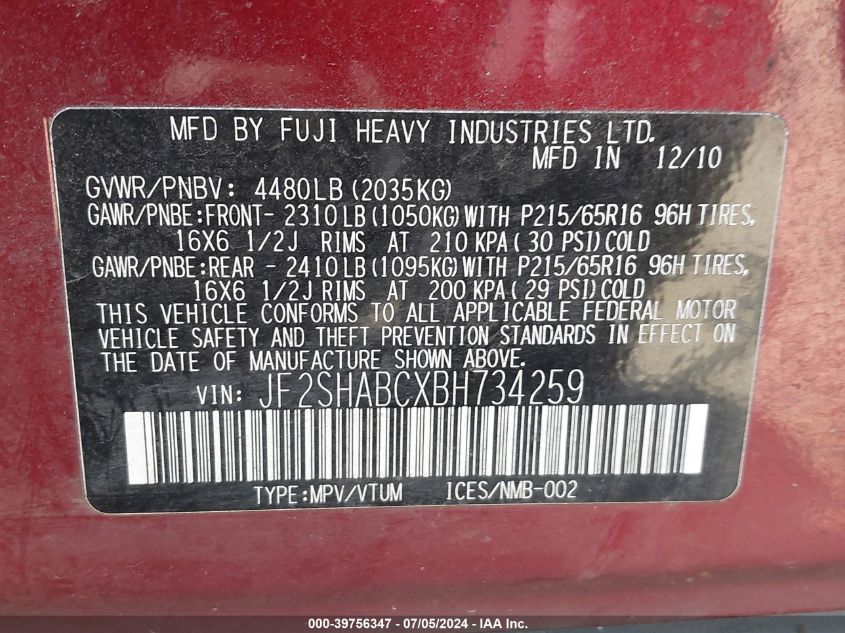 MFD BY FUJI HEAVY INDUSTRIES LTD.
MFD IN 12/10
GVWR/PNBV: 4480LB (2035KG)
GAWR/PNBE:FRONT- 2310LB (1050KG) WITH P215/65R16 96H TIRES,
16X6 1/2J RIMS AT 210 KPA(30 PSI) COLD
GAWR/PNBE:REAR - 2410LB (1095KG) WITH P215/65R16 96H TIRES,
16X6 1/2J RIMS AT 200 KPA(29 PSI) COLD
THIS VEHICLE CONFORMS TO ALL APPLICABLE FEDERAL MOTOR
VEHICLE SAFETY AND THEFT PREVENTION STANDARDS IN EFFECT ON
THE DATE OF MANUFACTURE SHOWN ABOVE.
VIN: JF2SHABCXBH734259
TYPE:MPV/VTUM ICES/NMB-002
000-39756347 / 07/05/2024 - IAA Inc.